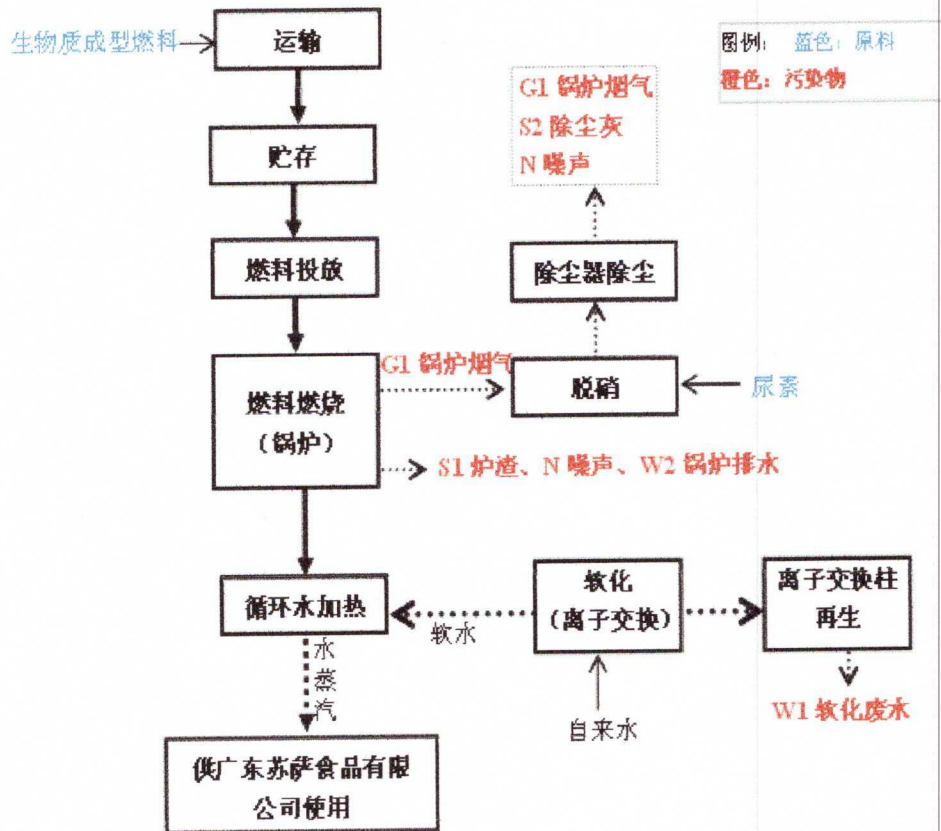 生物质成型燃料
运输
图例： 蓝色：原料
橙色：污染物
G1 锅炉烟气
S2 除尘灰
N 噪声
贮存
燃料投放
除尘器除尘
G1 锅炉烟气
燃料燃烧
（锅炉）
脱硝
尿素
S1 炉渣、N 噪声、W2 锅炉排水
循环水加热
软水
软化
（离子交换）
离子交换柱
再生
水
蒸
汽
自来水
W1 软化废水
供广东苏萨食品有限
公司使用